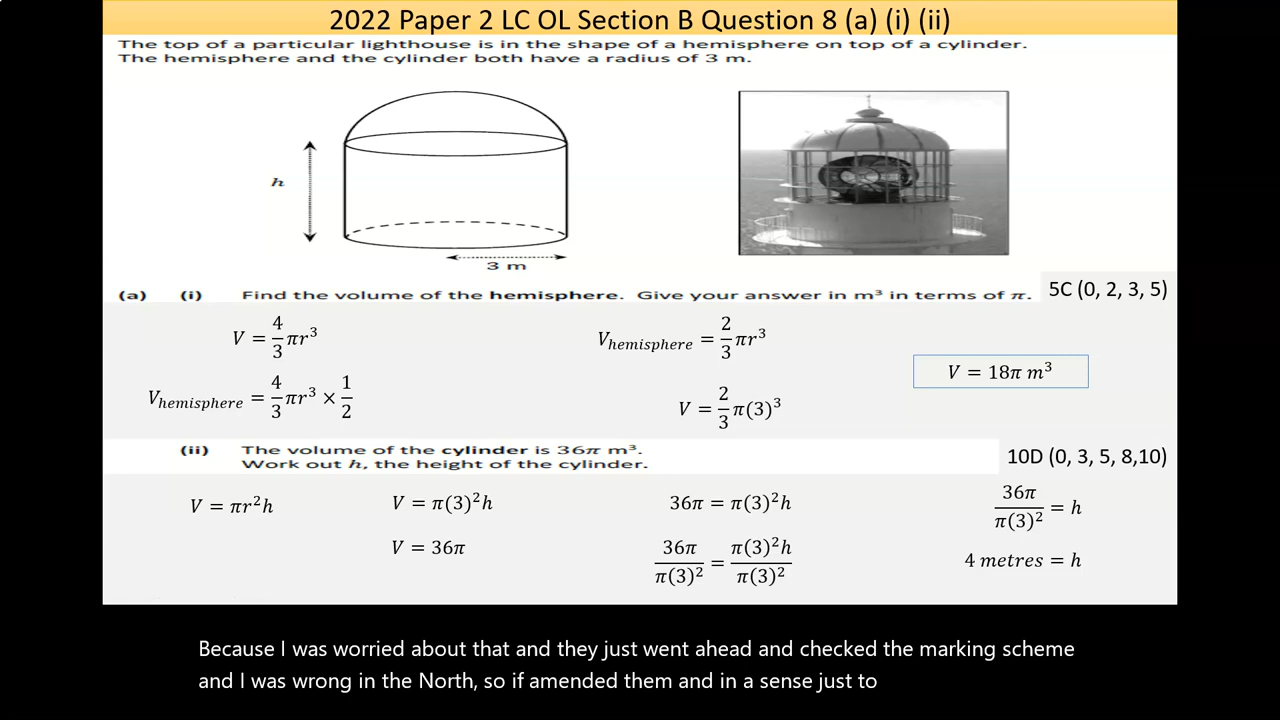 2022 Paper 2 LC OL Section B Question 8 (a) (i) (ii)
The top of a particular lighthouse is in the shape of a hemisphere on top of a cylinder.
The hemisphere and the cylinder both have a radius of 3 m.
h
3 m
(a) (i) Find the volume of the hemisphere. Give your answer in m³ in terms of π.
5C (0, 2, 3, 5)
V = 4/3 πr³
V_hemisphere = 4/3 πr³ × 1/2
V_hemisphere = 2/3 πr³
V = 2/3 π(3)³
V = 18π m³
(ii) The volume of the cylinder is 36π m³.
Work out h, the height of the cylinder.
10D (0, 3, 5, 8,10)
V = πr²h
V = π(3)²h
V = 36π
36π = π(3)²h
36π/π(3)² = π(3)²h/π(3)²
36π/π(3)² = h
4 metres = h
Because I was worried about that and they just went ahead and checked the marking scheme
and I was wrong in the North, so if amended them and in a sense just to